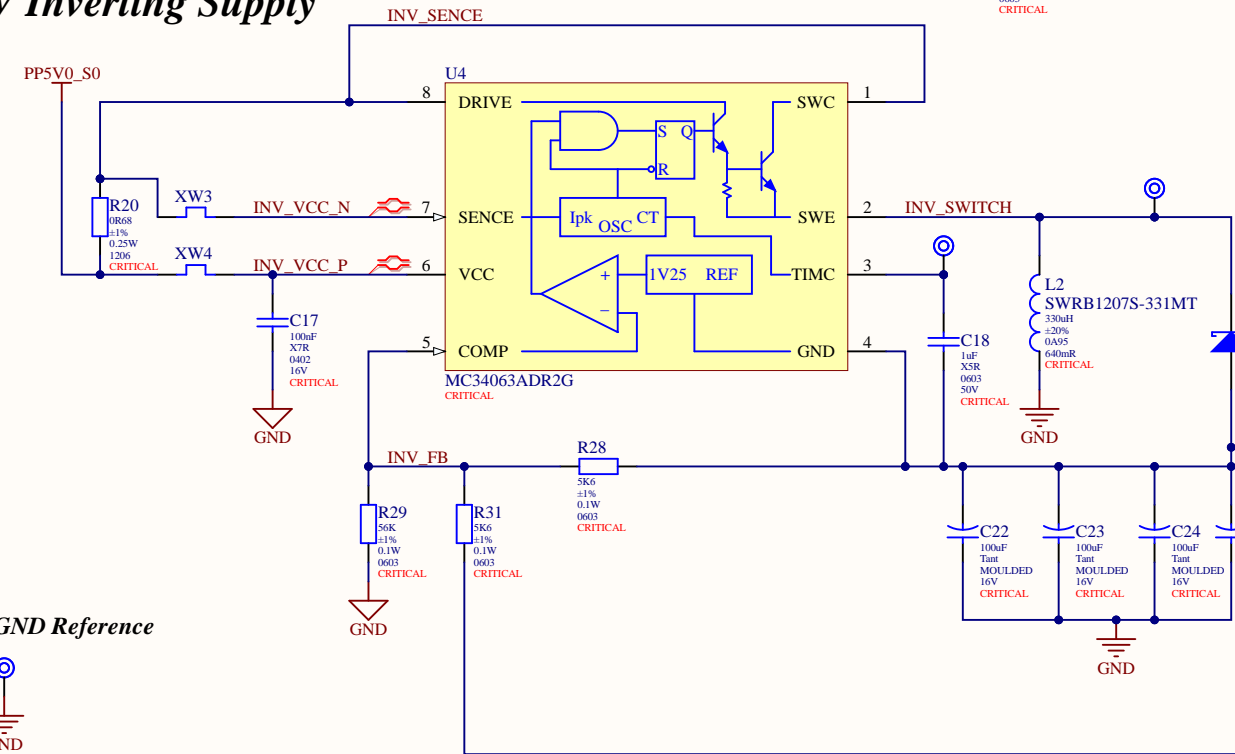 Inverting Supply
CRITICAL
INV_SENCE
PP5V0_S0
U4
8
DRIVE
SWC
1
S
Q
R
R20
0R68
±1%
0.25W
1206
CRITICAL
XW3
INV_VCC_N
7
SENCE
Ipk
CT
OSC
SWE
2
INV_SWITCH
XW4
INV_VCC_P
6
VCC
+
−
1V25
REF
TIMC
3
C17
100nF
X7R
0402
16V
CRITICAL
GND
5
COMP
GND
4
MC34063ADR2G
CRITICAL
C18
1uF
X5R
0603
50V
CRITICAL
L2
SWRB1207S-331MT
330uH
±20%
0A95
640mR
CRITICAL
GND
INV_FB
R28
5K6
±1%
0.1W
0603
CRITICAL
R29
56K
±1%
0.1W
0603
CRITICAL
GND
R31
5K6
±1%
0.1W
0603
CRITICAL
C22
100uF
Tant
MOULDED
16V
CRITICAL
C23
100uF
Tant
MOULDED
16V
CRITICAL
C24
100uF
Tant
MOULDED
16V
CRITICAL
GND
GND Reference